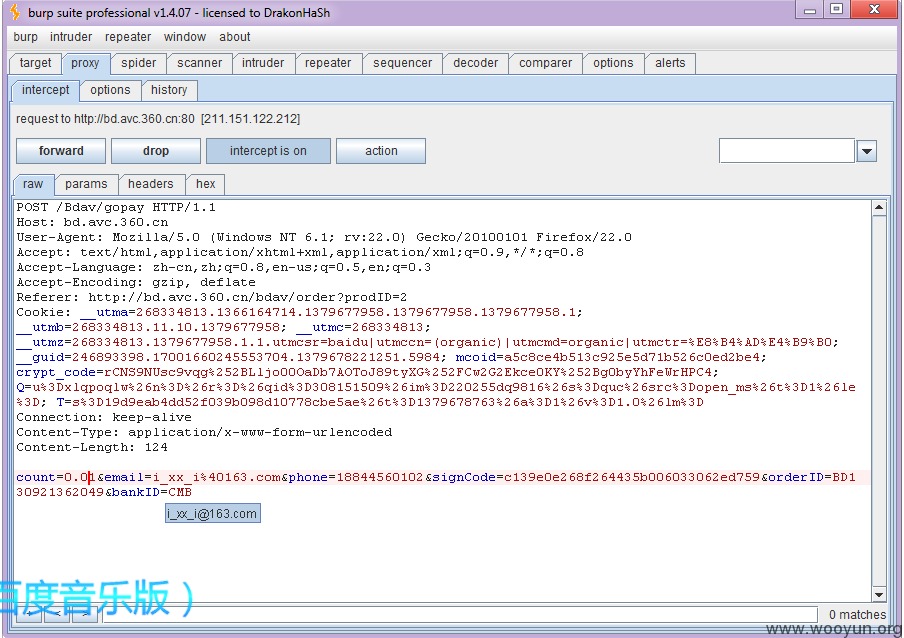 burp suite professional v1.4.07 - licensed to DrakonHaSh
burp intruder repeater window about
target proxy spider scanner intruder repeater sequencer decoder comparer options alerts
intercept options history
request to http://bd.avc.360.cn:80 [211.151.122.212]
forward drop intercept is on action
raw params headers hex
POST /Bdav/gopay HTTP/1.1
Host: bd.avc.360.cn
User-Agent: Mozilla/5.0 (Windows NT 6.1; rv:22.0) Gecko/20100101 Firefox/22.0
Accept: text/html,application/xhtml+xml,application/xml;q=0.9,*/*;q=0.8
Accept-Language: zh-cn,zh;q=0.8,en-us;q=0.5,en;q=0.3
Accept-Encoding: gzip, deflate
Referer: http://bd.avc.360.cn/bdav/order?prodID=2
Cookie: __utma=268334813.1366164714.1379677958.1379677958.1379677958.1;
__utmb=268334813.11.10.1379677958; __utmc=268334813;
__utmz=268334813.1379677958.1.1.utmcsr=baidu|utmccn=(organic)|utmcmd=organic|utmctr=%E8%B4%AD%E4%B9%B0;
__guid=246893398.17001660245553704.1379678221251.5984; mcoid=a5c8ce4b513c925e5d71b526c0ed2be4;
crypt_code=rCNS9NUsc9vqg%252BLljo0OOaDb7AOToJ89tyXG%252FCw2G2Ekce0KY%252BgObyYhFeWrHPC4;
Q=u%3Dxlqpoqlw%26n%3D%26r%3D%26qid%3D308151509%26im%3D220255dq9816%26s%3Dquc%26src%3Dopen_ms%26t%3D1%26le
%3D; T=s%3D19d9eab4dd52f039b098d10778cbe5ae%26t%3D1379678763%26a%3D1%26v%3D1.0%26lm%3D
Connection: keep-alive
Content-Type: application/x-www-form-urlencoded
Content-Length: 124
count=0.01&email=i_xx_i%40163.com&phone=18844560102&signCode=c139e0e268f264435b006033062ed759&orderID=BD1
30921362049&bankID=CMB
i_xx_i@163.com
百度音乐版）
+ < > 0 matches
www.wooyun.org